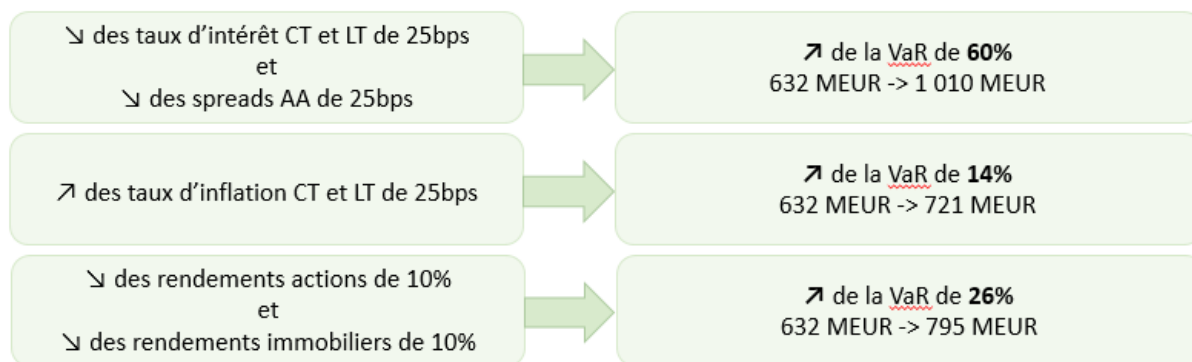 ↘ des taux d'intérêt CT et LT de 25bps
et
↘ des spreads AA de 25bps
↗ de la VaR de 60%
632 MEUR -> 1 010 MEUR
↗ des taux d'inflation CT et LT de 25bps
↗ de la VaR de 14%
632 MEUR -> 721 MEUR
↘ des rendements actions de 10%
et
↘ des rendements immobiliers de 10%
↗ de la VaR de 26%
632 MEUR -> 795 MEUR